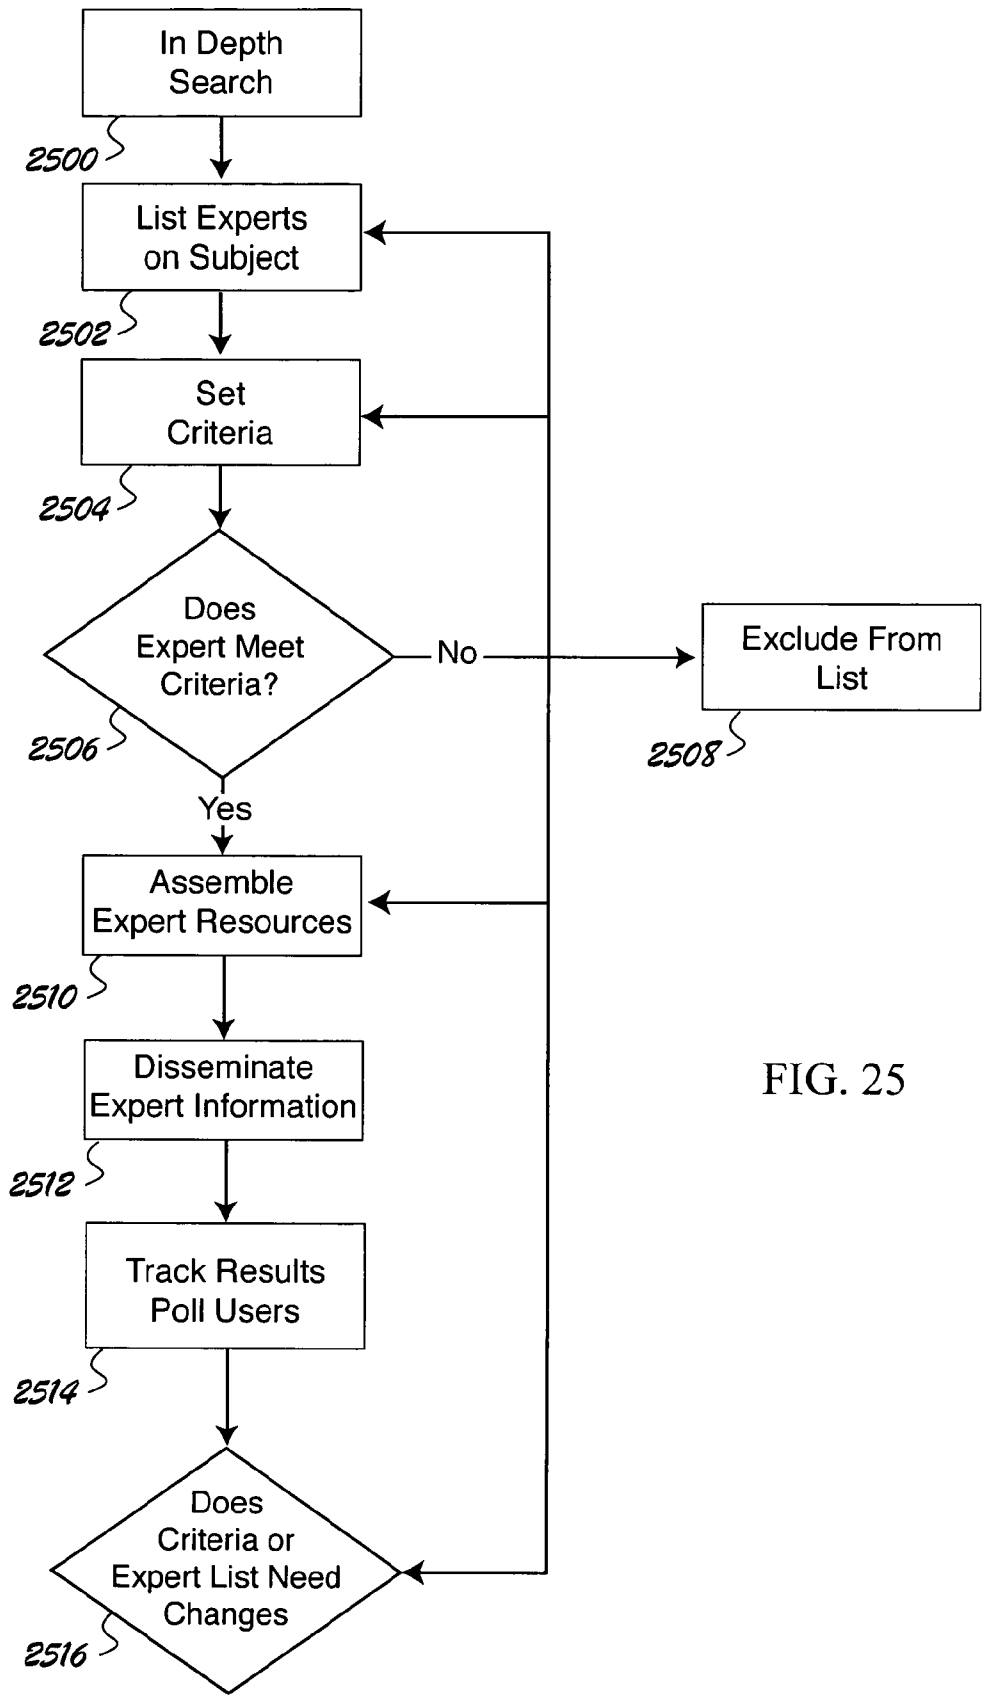 In Depth
Search
2500
List Experts
on Subject
2502
Set
Criteria
2504
Does
Expert Meet
Criteria?
2506
No
Exclude From
List
2508
Yes
Assemble
Expert Resources
2510
Disseminate
Expert Information
2512
FIG. 25
Track Results
Poll Users
2514
Does
Criteria or
Expert List Need
Changes
2516